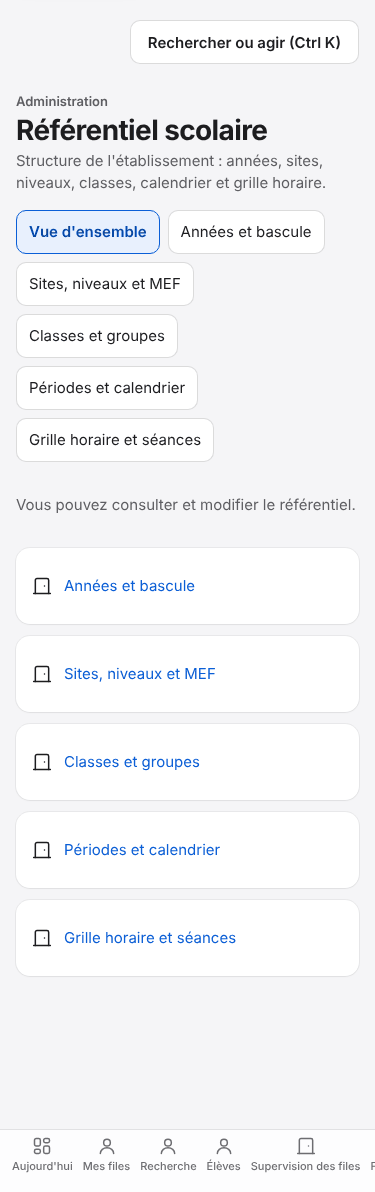 Rechercher ou agir (Ctrl K)
Administration
Référentiel scolaire
Structure de l'établissement : années, sites,
niveaux, classes, calendrier et grille horaire.
Vue d'ensemble
Années et bascule
Sites, niveaux et MEF
Classes et groupes
Périodes et calendrier
Grille horaire et séances
Vous pouvez consulter et modifier le référentiel.
Années et bascule
Sites, niveaux et MEF
Classes et groupes
Périodes et calendrier
Grille horaire et séances
Aujourd'hui
Mes files
Recherche
Élèves
Supervision des files